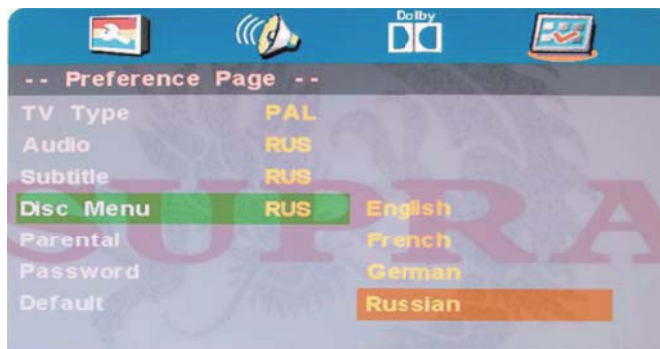 Dolby
-- Preference Page --
TV Type PAL
Audio RUS
Subtitle RUS
Disc Menu RUS English
Parental French
Password German
Default Russian
SUPRA